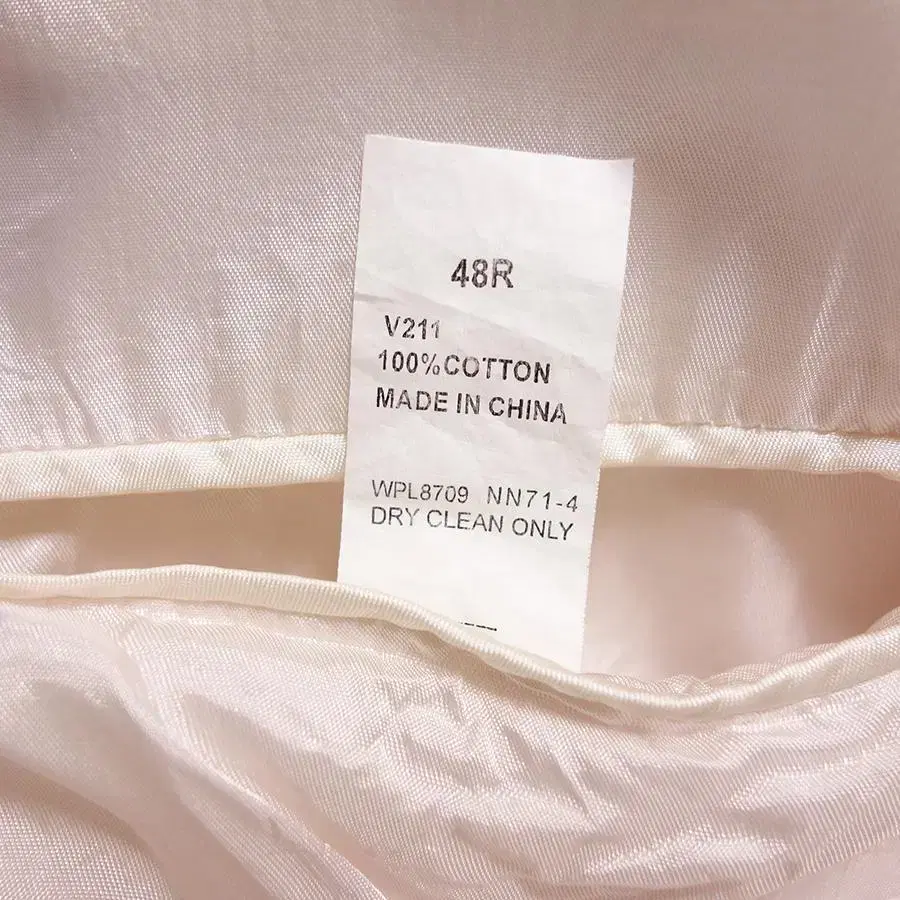 48R
V211
100%COTTON
MADE IN CHINA
WPL8709 NN71-4
DRY CLEAN ONLY